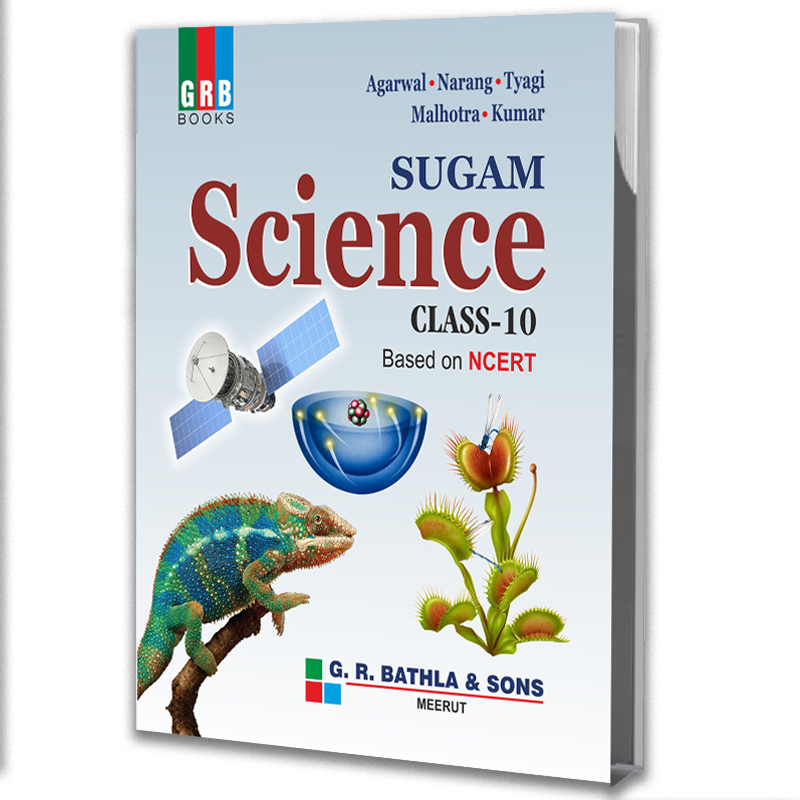 GRB
BOOKS
Agarwal • Narang • Tyagi
Malhotra • Kumar
SUGAM
Science
CLASS-10
Based on NCERT
G. R. BATHLA & SONS
MEERUT